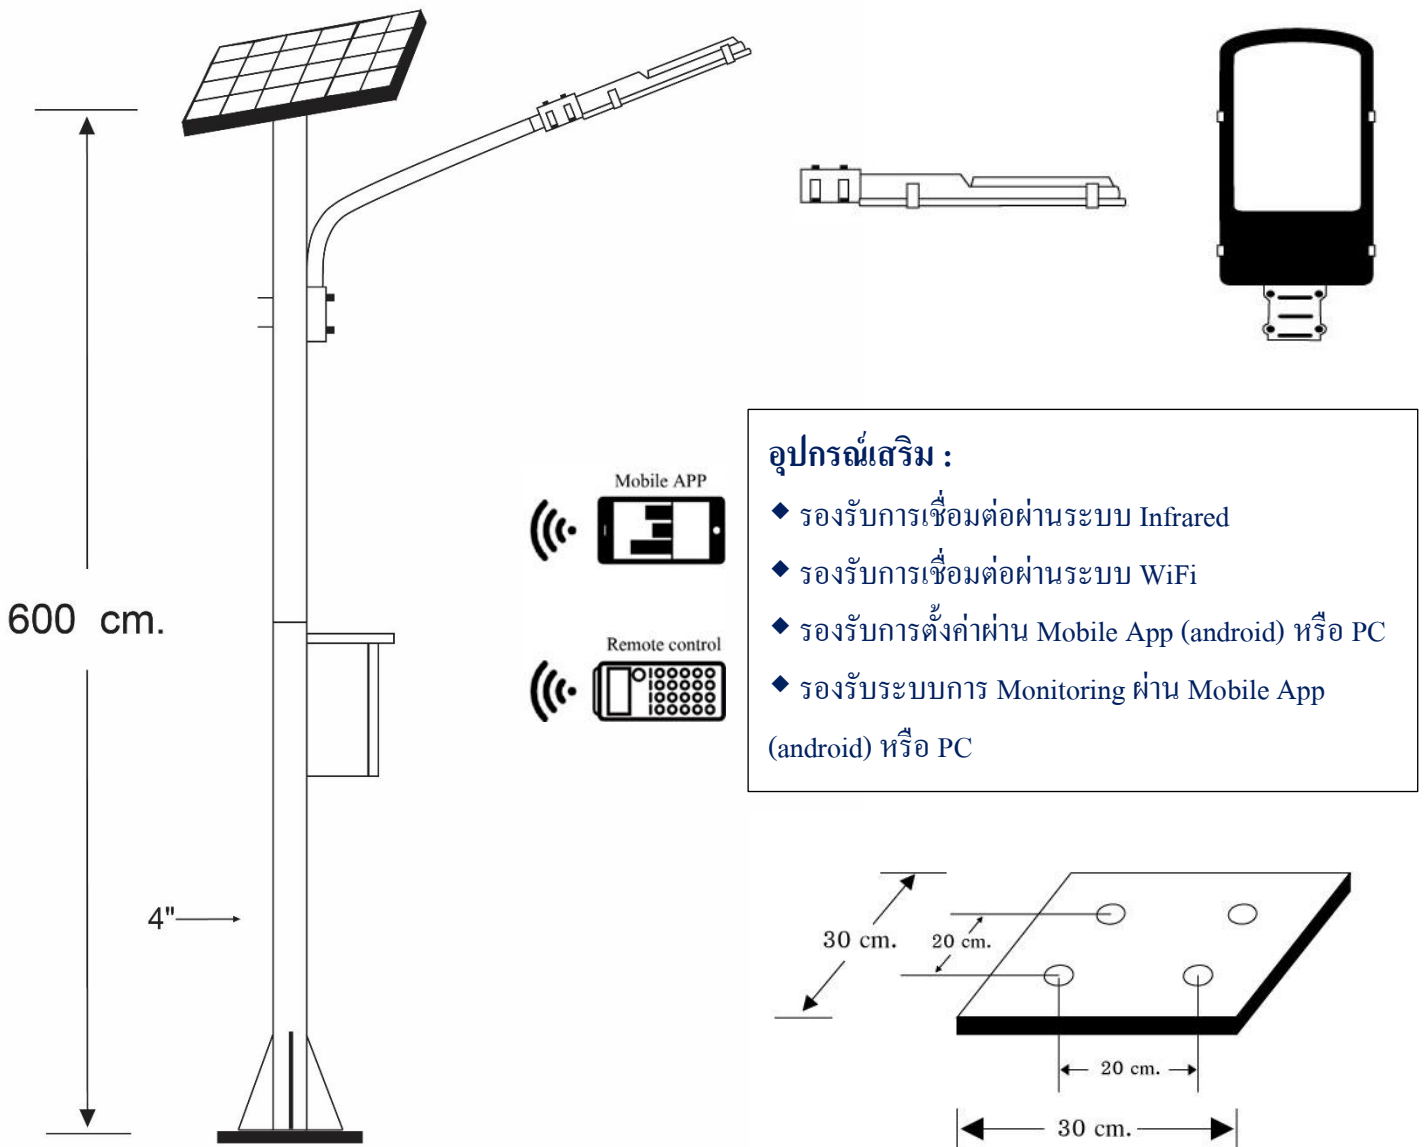 Mobile APP
600 cm.
Remote control
4"
อุปกรณ์เสริม :
◆ รองรับการเชื่อมต่อผ่านระบบ Infrared
◆ รองรับการเชื่อมต่อผ่านระบบ WiFi
◆ รองรับการตั้งค่าผ่าน Mobile App (android) หรือ PC
◆ รองรับระบบการ Monitoring ผ่าน Mobile App
(android) หรือ PC
30 cm.
20 cm.
20 cm.
30 cm.